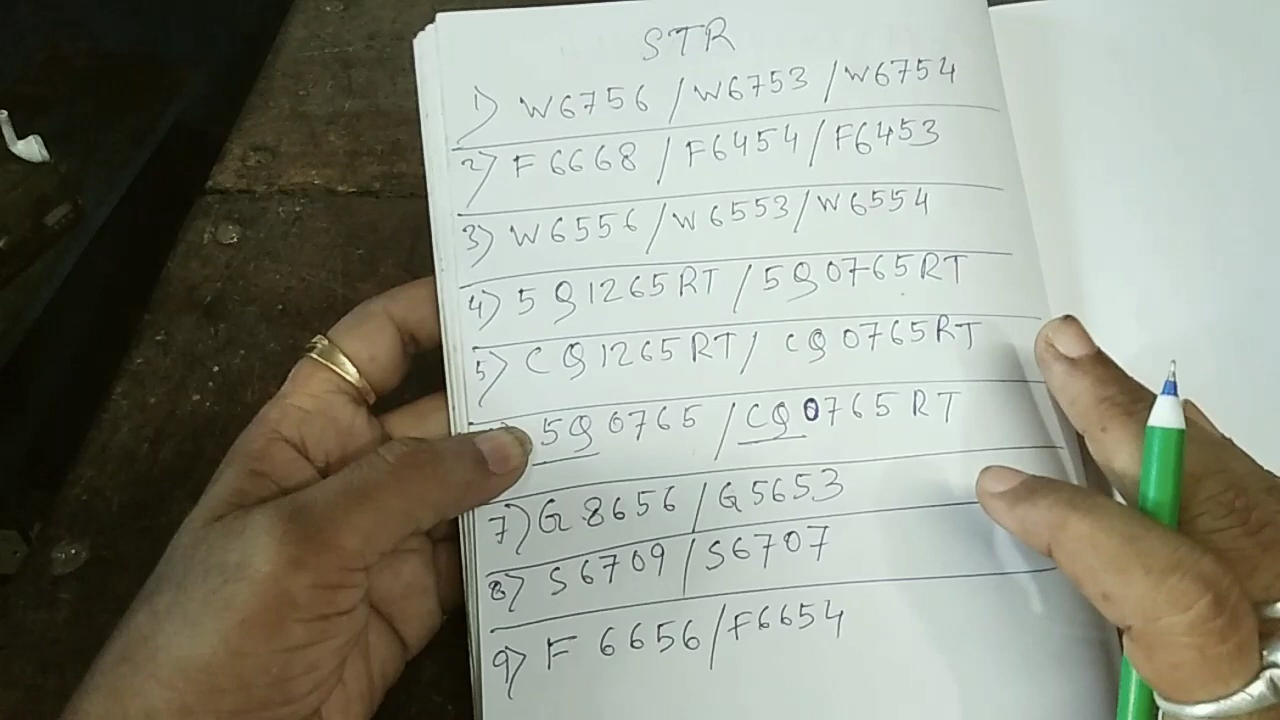 STR
1) W6756 / W6753 / W6754
2) F6668 / F6454 / F6453
3) W6556 / W6553 / W6554
4) 5Q1265RT / 5Q0765RT
5) CQ1265RT / CQ0765RT
5Q0765 / CQ0765RT
7) G8656 / G5653
8) S6709 / S6707
9) F6656 / F6654